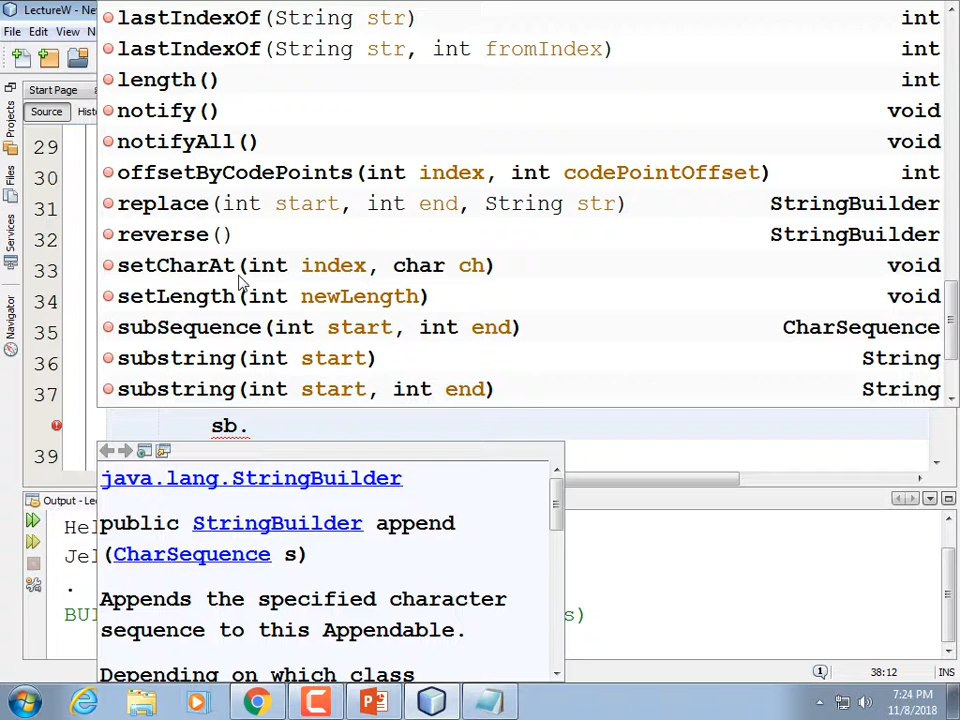 LectureW - Ne
File Edit View N
Start Page
Source Hist
Projects
Files
Services
Navigator
lastIndexOf(String str) int
lastIndexOf(String str, int fromIndex) int
length() int
notify() void
notifyAll() void
offsetByCodePoints(int index, int codePointOffset) int
replace(int start, int end, String str) StringBuilder
reverse() StringBuilder
setCharAt(int index, char ch) void
setLength(int newLength) void
subSequence(int start, int end) CharSequence
substring(int start) String
substring(int start, int end) String
29
30
31
32
33
34
35
36
37
sb.
39
java.lang.StringBuilder
public StringBuilder append
(CharSequence s)
Appends the specified character
sequence to this Appendable.
Depending on which class
Output - Le
Hel
Jel
.
BUI s)
38:12 INS
7:24 PM
11/8/2018